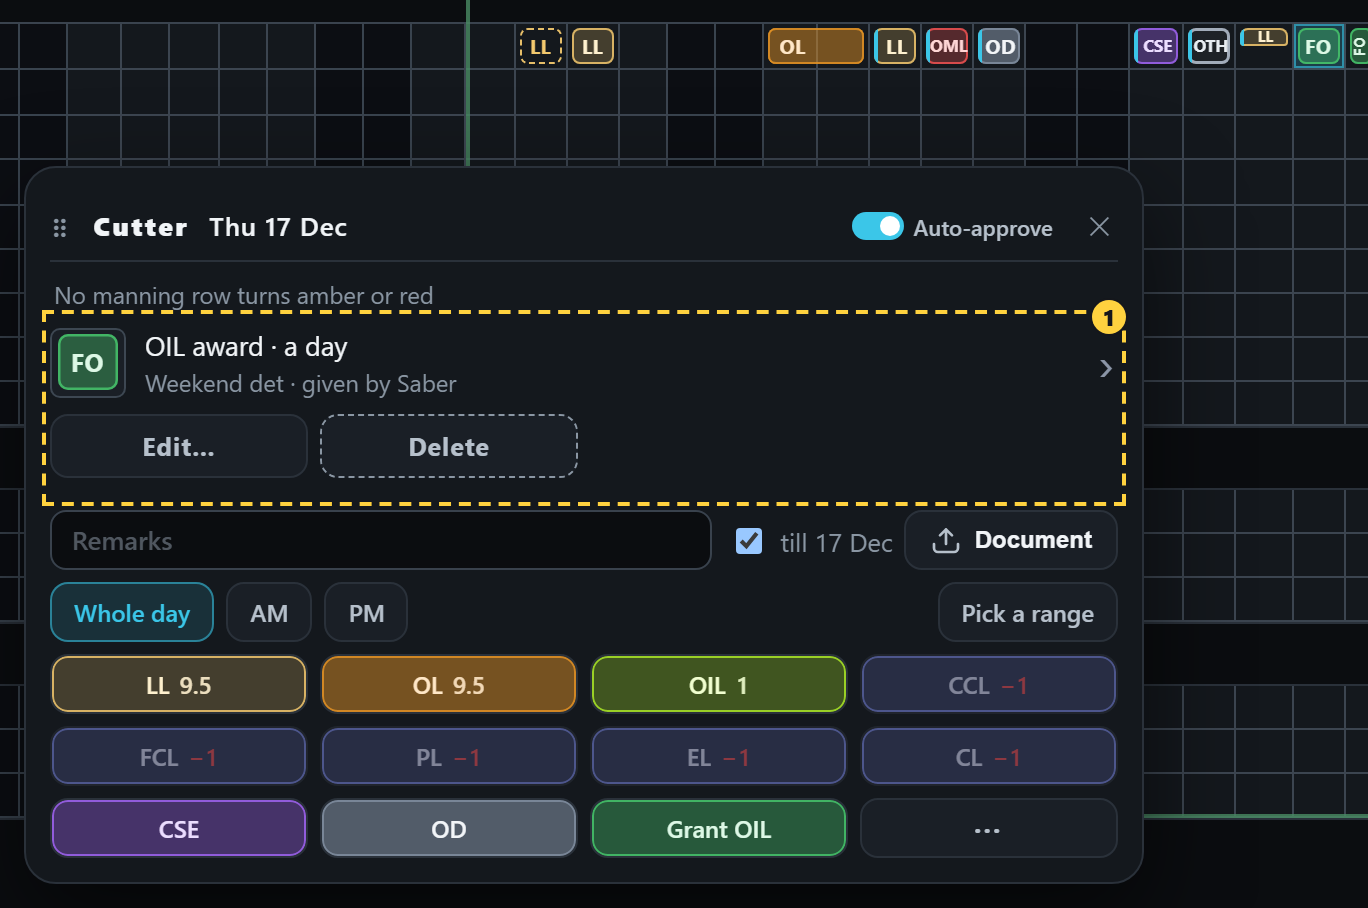 LL
LL
OL
LL
OML
OD
CSE
OTH
LL
FO
FO
Cutter Thu 17 Dec
Auto-approve
No manning row turns amber or red
1
FO
OIL award · a day
Weekend det · given by Saber
Edit...
Delete
Remarks
till 17 Dec
Document
Whole day
AM
PM
Pick a range
LL 9.5
OL 9.5
OIL 1
CCL −1
FCL −1
PL −1
EL −1
CL −1
CSE
OD
Grant OIL
...